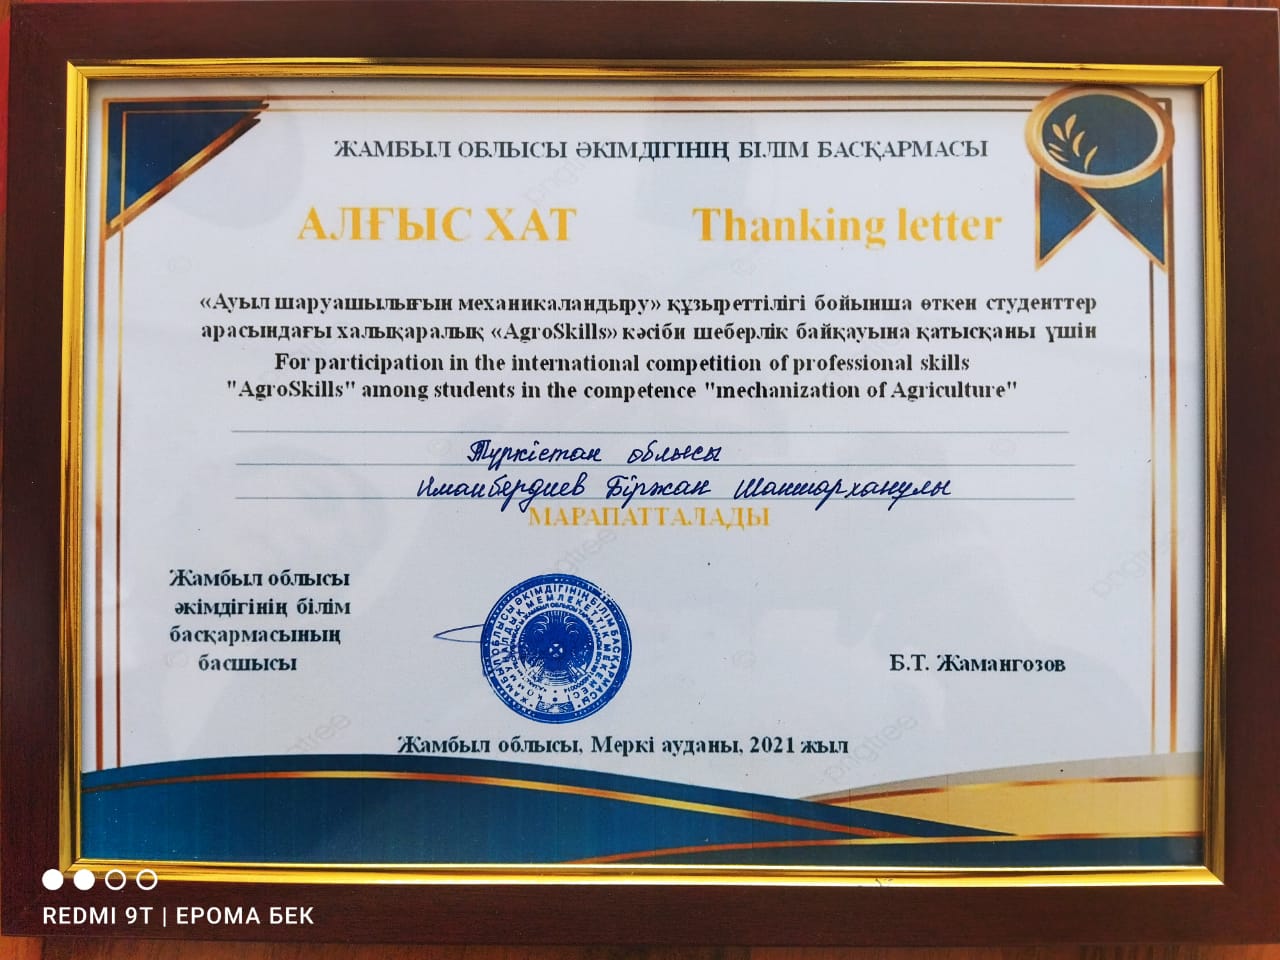 ЖАМБЫЛ ОБЛЫСЫ ӘКІМДІГІНІҢ БІЛІМ БАСҚАРМАСЫ
АЛҒЫС ХАТ Thanking letter
«Ауыл шаруашылығын механикаландыру» құзыреттілігі бойынша өткен студенттер
арасындағы халықаралық «AgroSkills» кәсіби шеберлік байқауына қатысқаны үшін
For participation in the international competition of professional skills
"AgroSkills" among students in the competence "mechanization of Agriculture"
Түркістан облысы
Иманбердиев Біржан Шаншарханулы
МАРАПАТТАЛАДЫ
Жамбыл облысы
әкімдігінің білім
басқармасының
басшысы
Б.Т. Жамангозов
Жамбыл облысы, Меркі ауданы, 2021 жыл
REDMI 9T | ЕРОМА БЕК